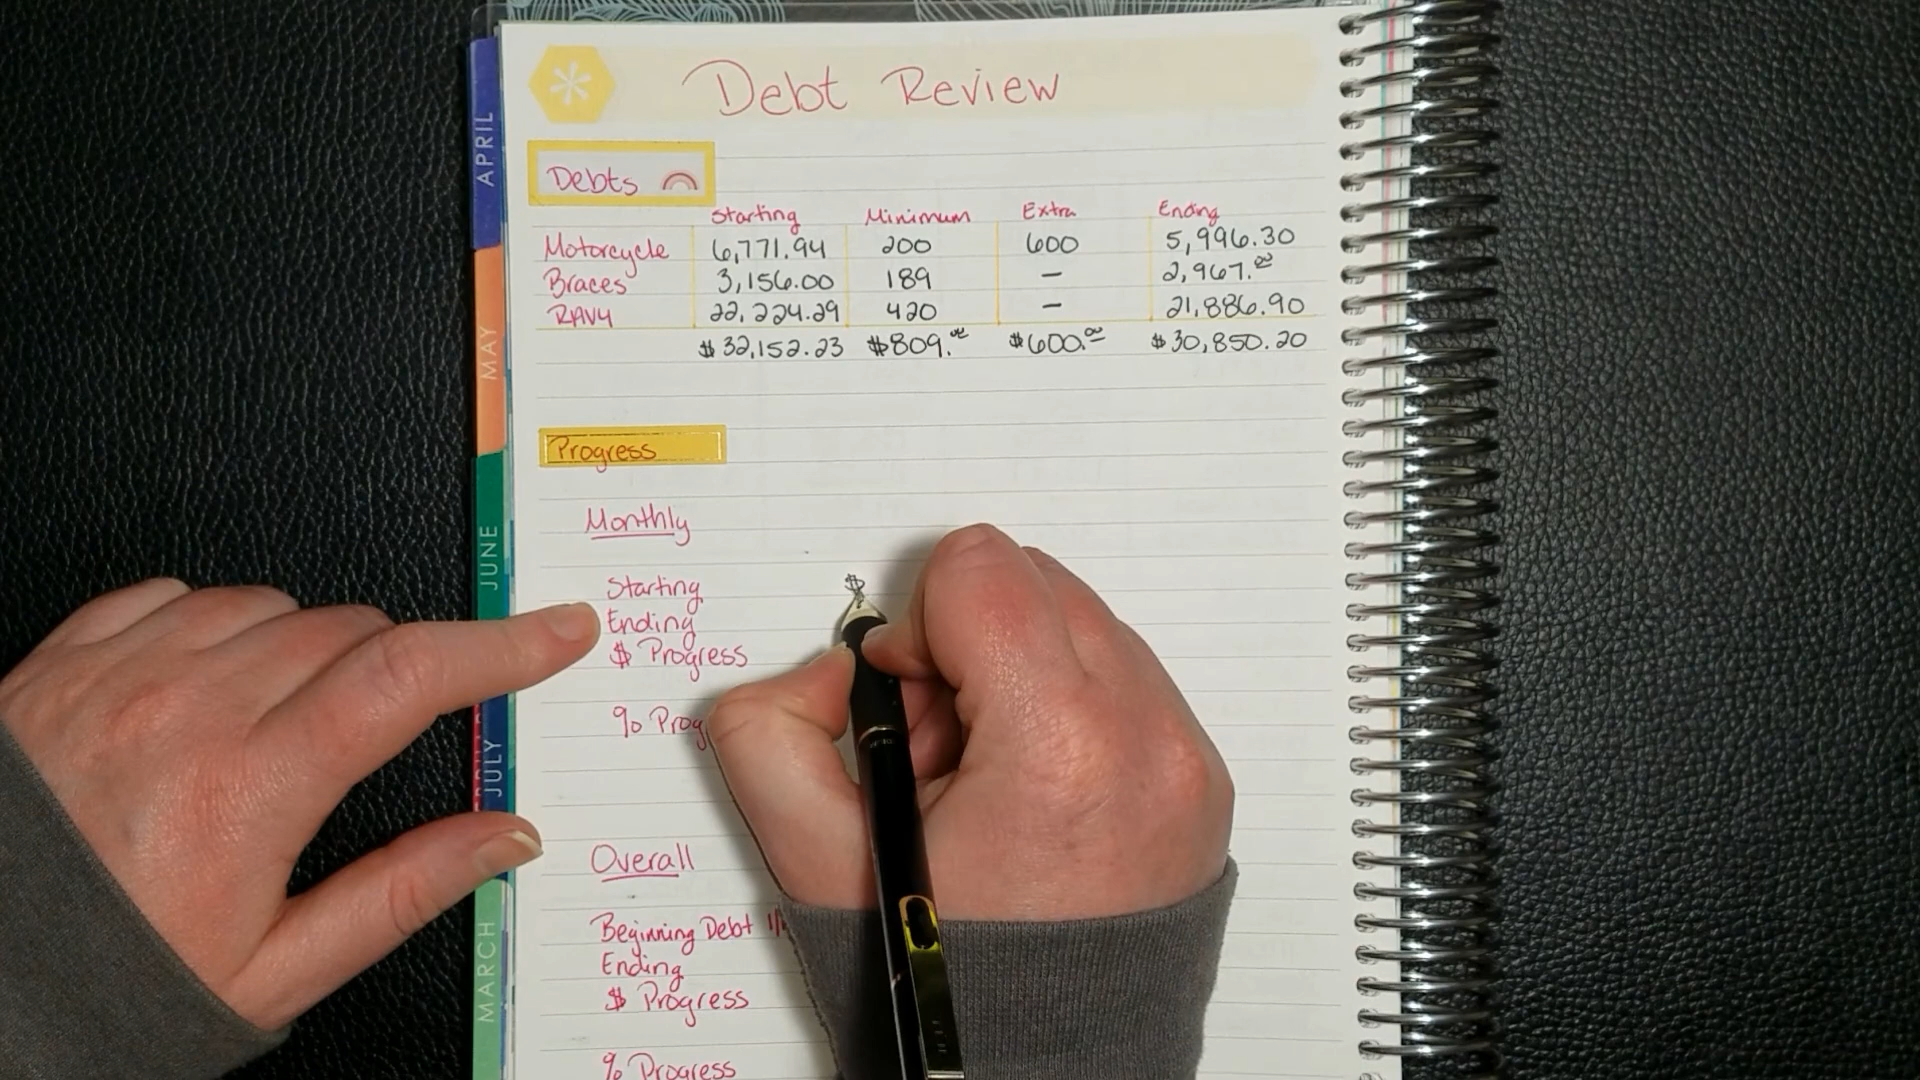 Debt Review
Debts
Starting Minimum Extra Ending
Motorcycle 6,771.94 200 600 5,996.30
Braces 3,156.00 189 — 2,967.00
RAV4 22,224.29 420 — 21,886.90
$32,152.23 $809.00 $600.00 $30,850.20
Progress
Monthly
Starting $
Ending
$ Progress
% Prog
Overall
Beginning Debt
Ending
$ Progress
% Progress
APRIL
MAY
JUNE
JULY
MARCH